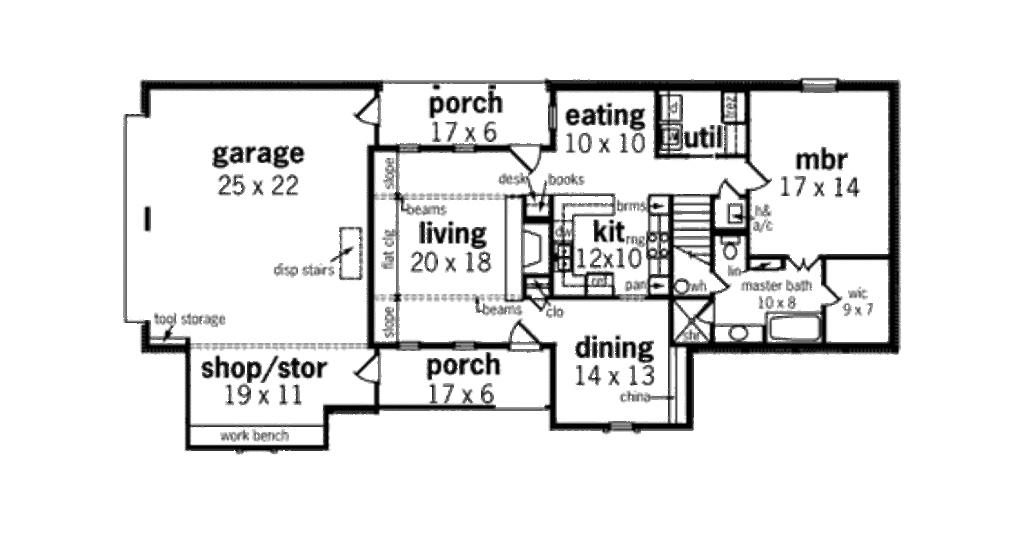 porch
17 x 6
eating
10 x 10
util
frez
garage
25 x 22
mbr
17 x 14
slope
desk
books
beams
brms
h&
a/c
living
20 x 18
flat clg
dw
kit
rng
12x10
disp stairs
ref
pan
wh
lin
master bath
10 x 8
wic
9 x 7
beams
clo
tool storage
slope
shr
shop/stor
19 x 11
porch
17 x 6
dining
14 x 13
china
work bench